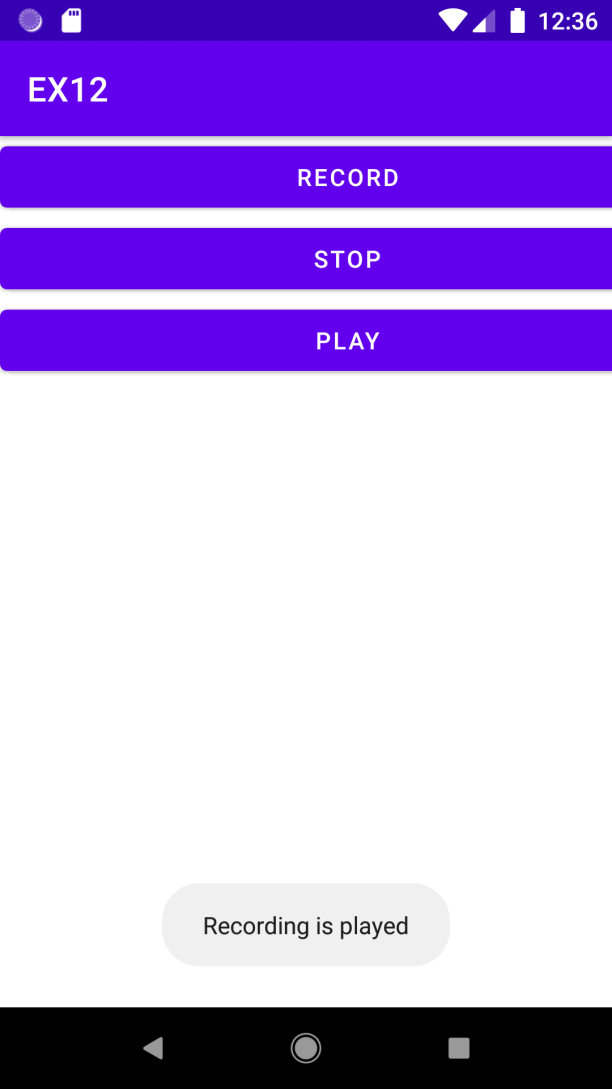 12:36
EX12
RECORD
STOP
PLAY
Recording is played